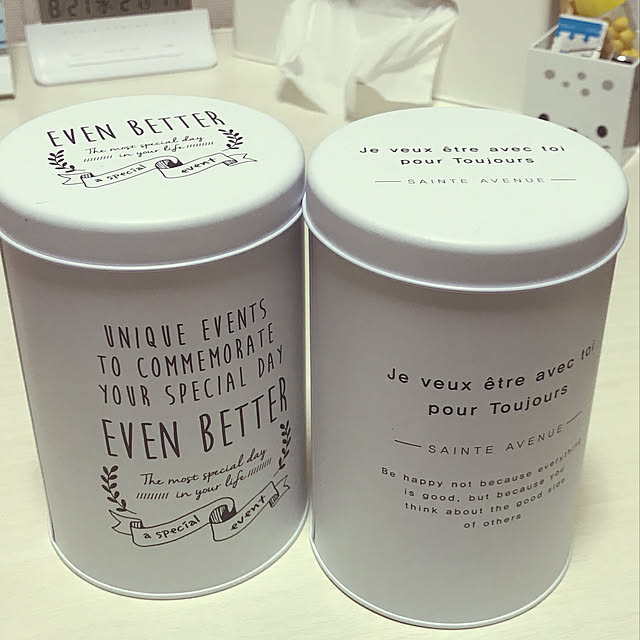 EVEN BETTER
The most special day
in your life
a special event
UNIQUE EVENTS
TO COMMEMORATE
YOUR SPECIAL DAY
EVEN BETTER
The most special day
in your life
a special event
Je veux être avec toi
pour Toujours
SAINTE AVENUE
Je veux être avec toi
pour Toujours
SAINTE AVENUE
Be happy not because everything
is good, but because you
think about the good side
of others